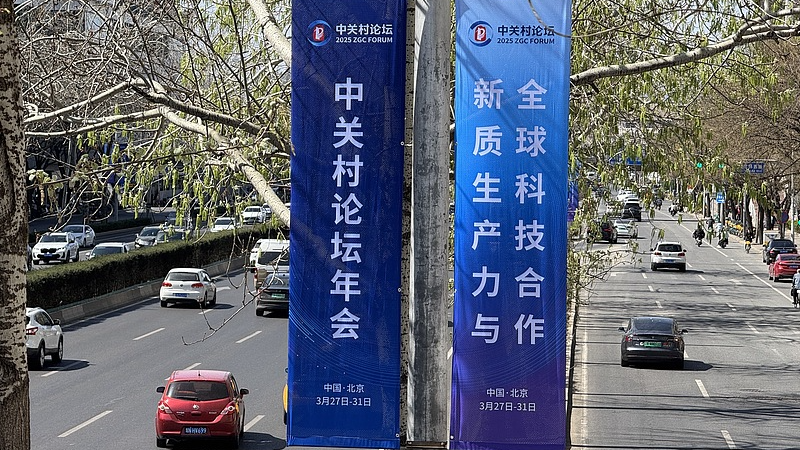 中关村论坛
2025 ZGC FORUM
中关村论坛年会
中国·北京
3月27日-31日
中关村论坛
2025 ZGC FORUM
新质生产力与
全球科技合作
中国·北京
3月27日-31日